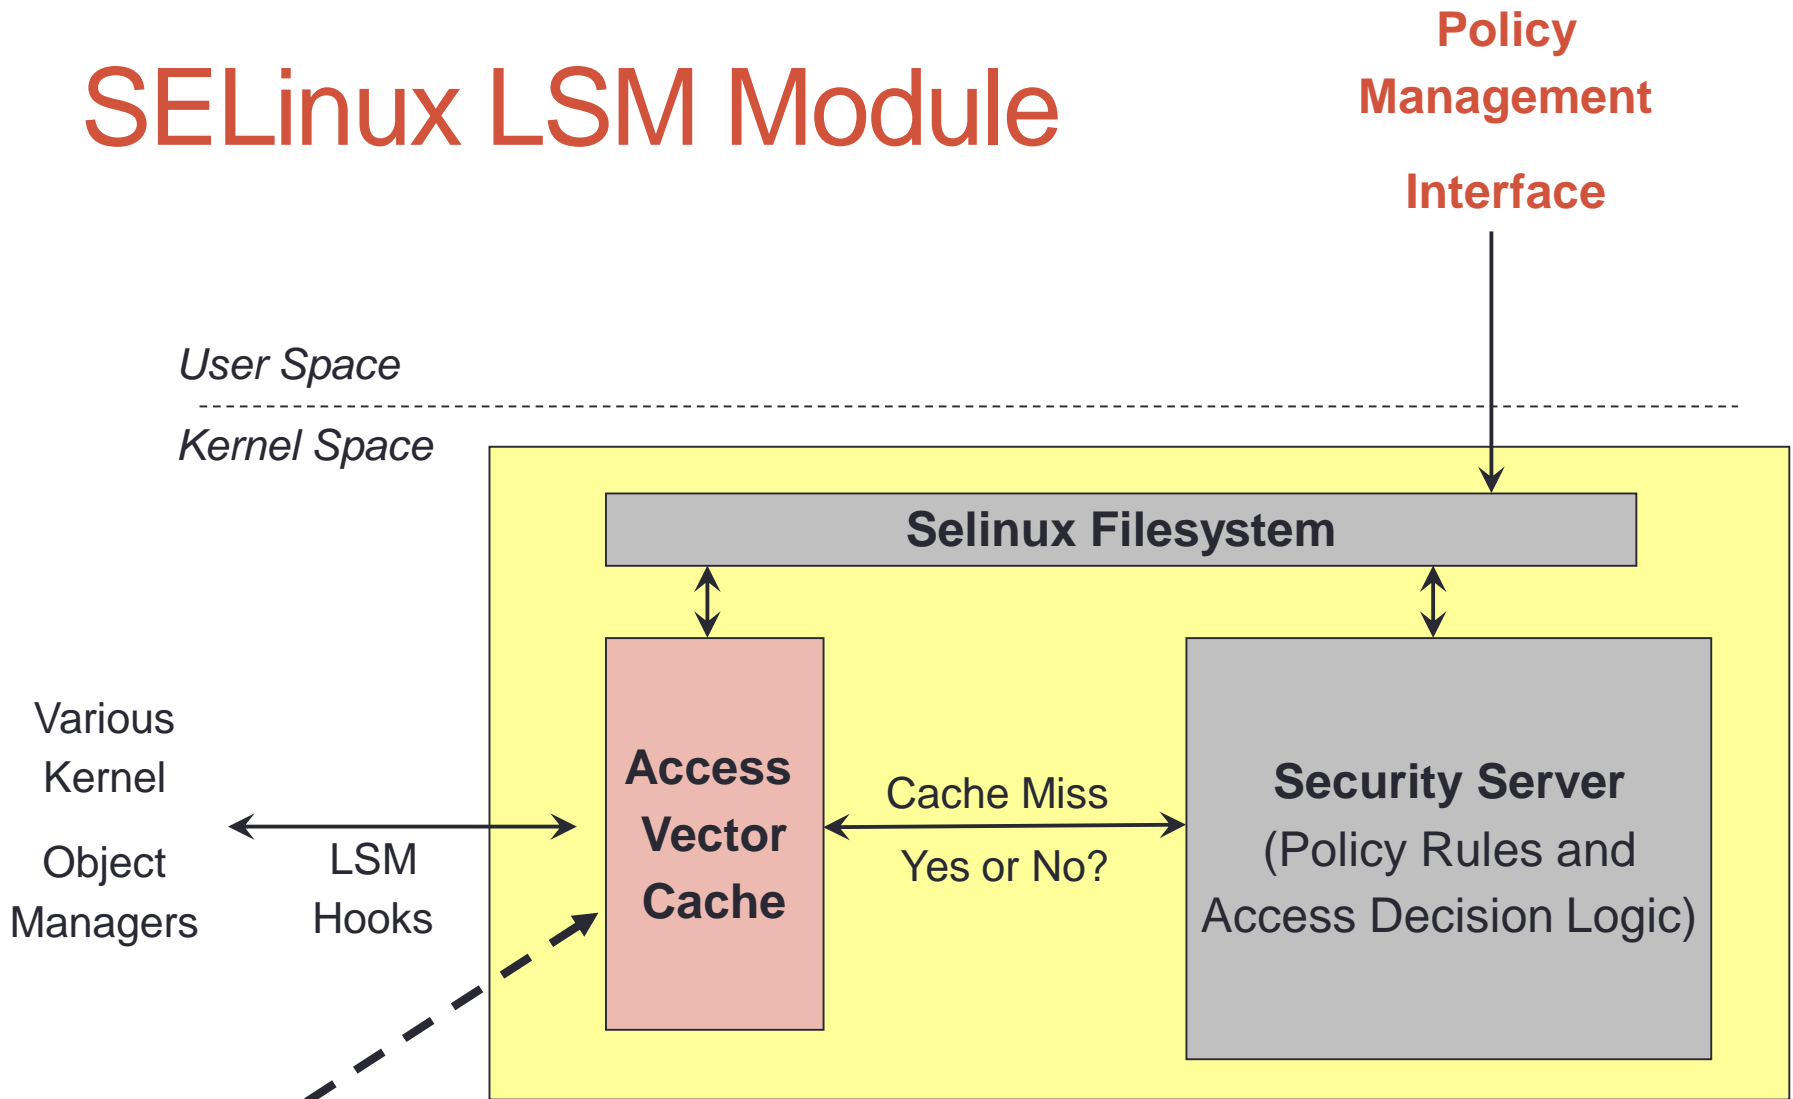 Policy
Management
Interface
SELinux LSM Module
User Space
Kernel Space
Selinux Filesystem
Various
Kernel
Object
Managers
LSM
Hooks
Access
Vector
Cache
Cache Miss
Yes or No?
Security Server
(Policy Rules and
Access Decision Logic)